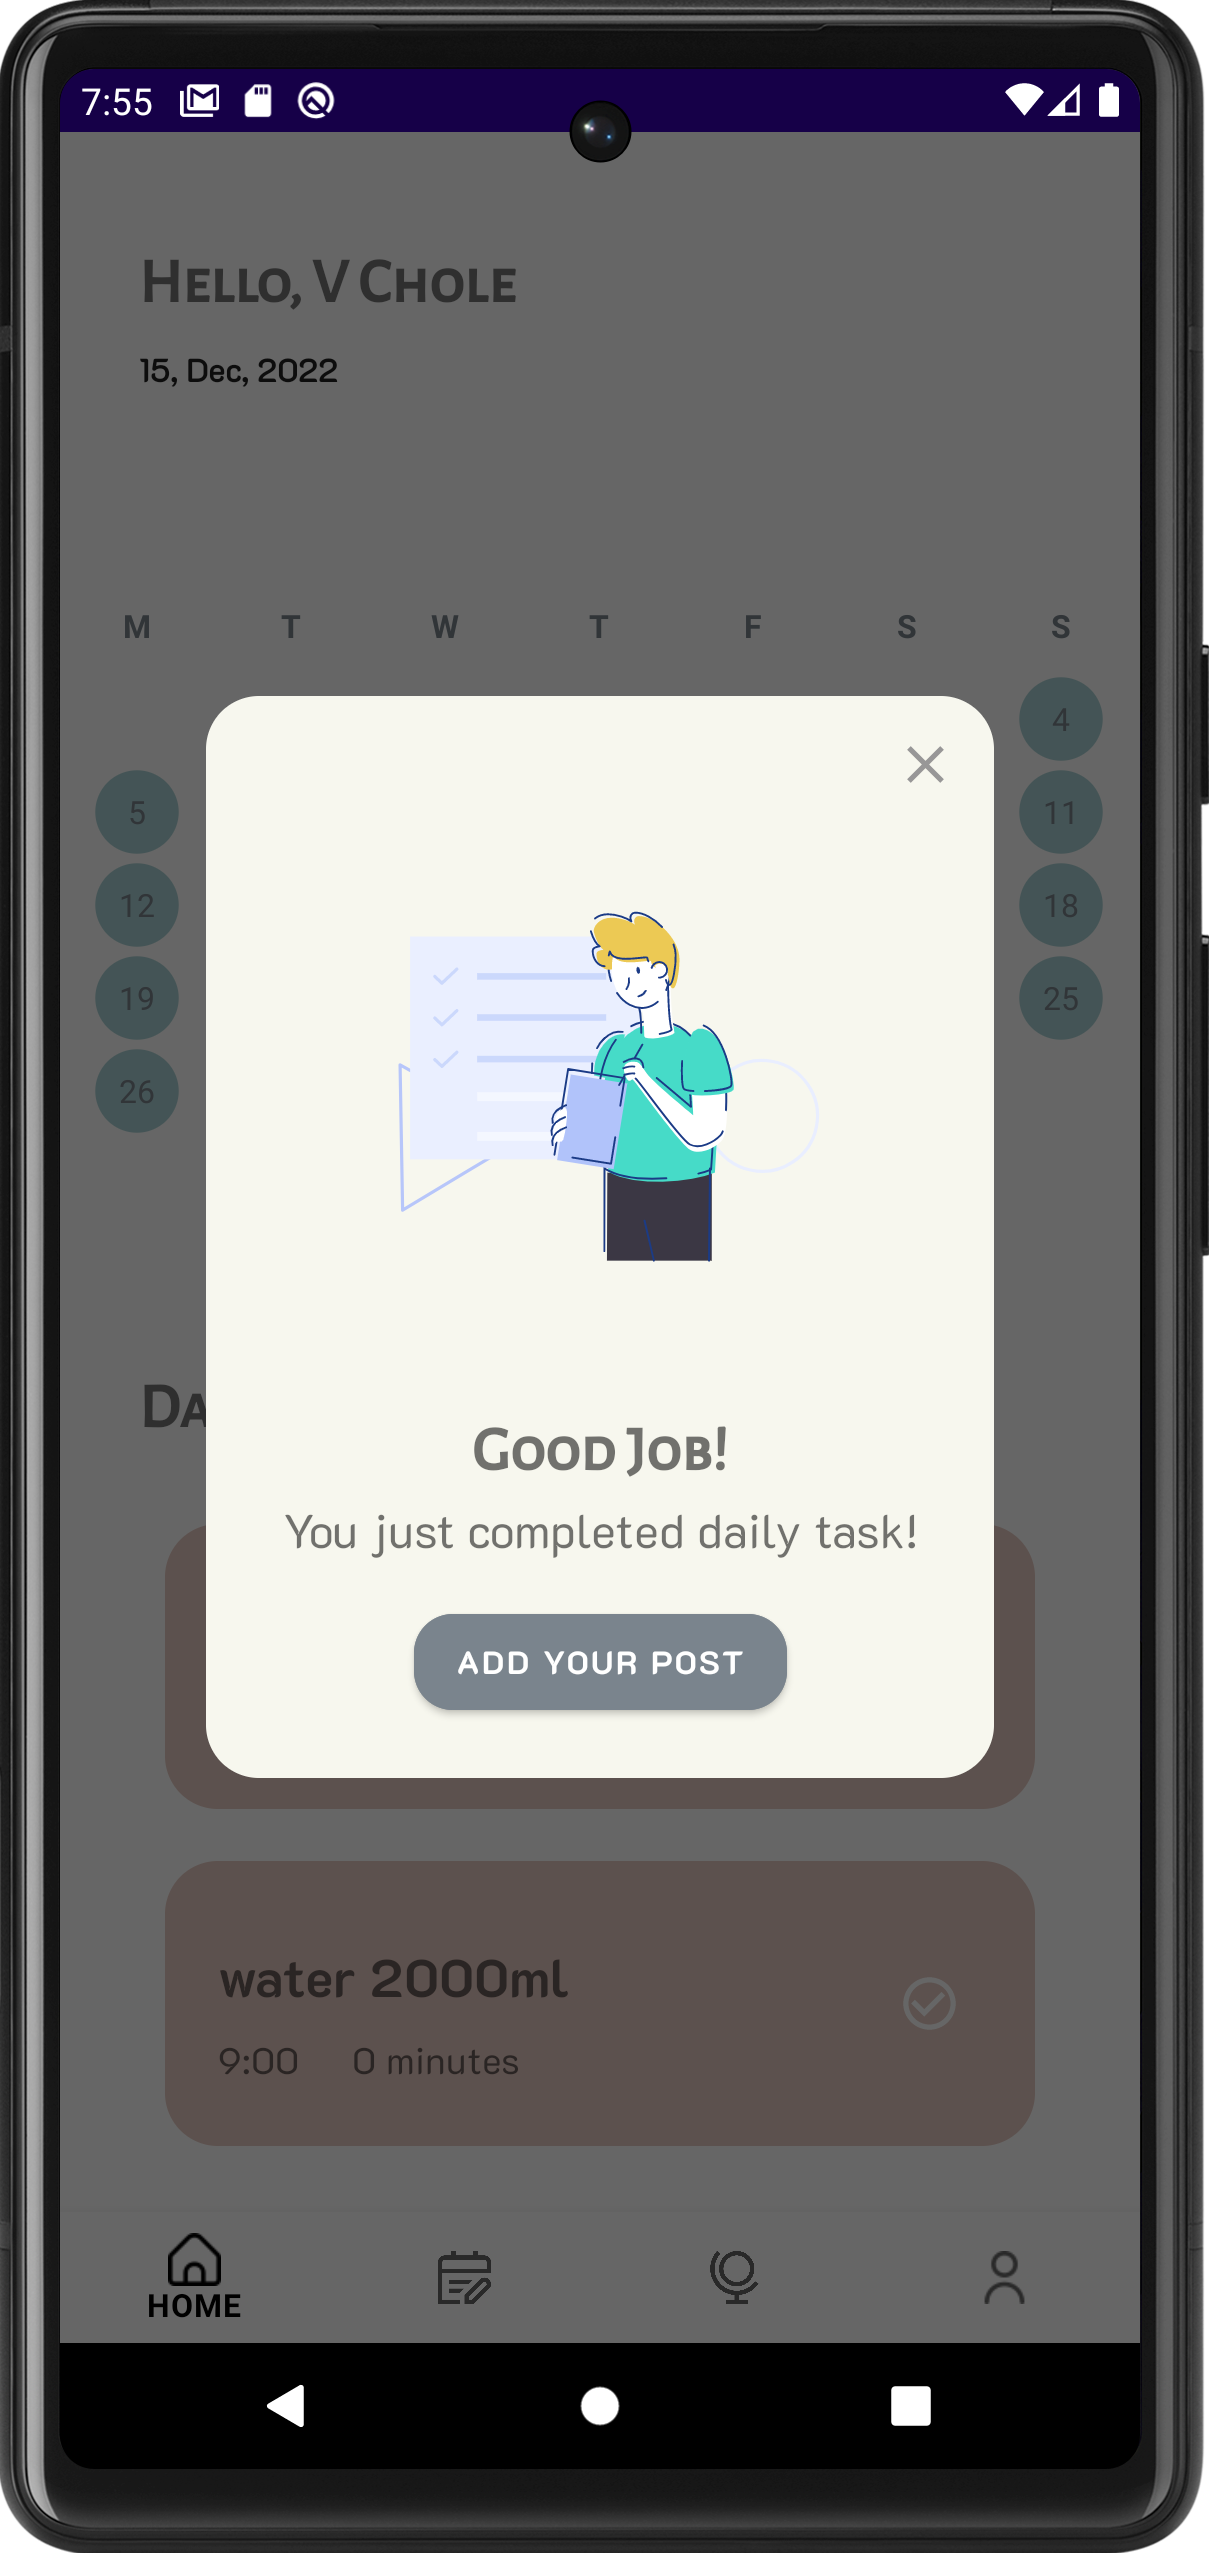 7:55
Hello, V Chole
15, Dec, 2022
M T W T F S S
4
5 11
12 18
19 25
26
Good Job!
You just completed daily task!
ADD YOUR POST
water 2000ml
9:00 0 minutes
HOME